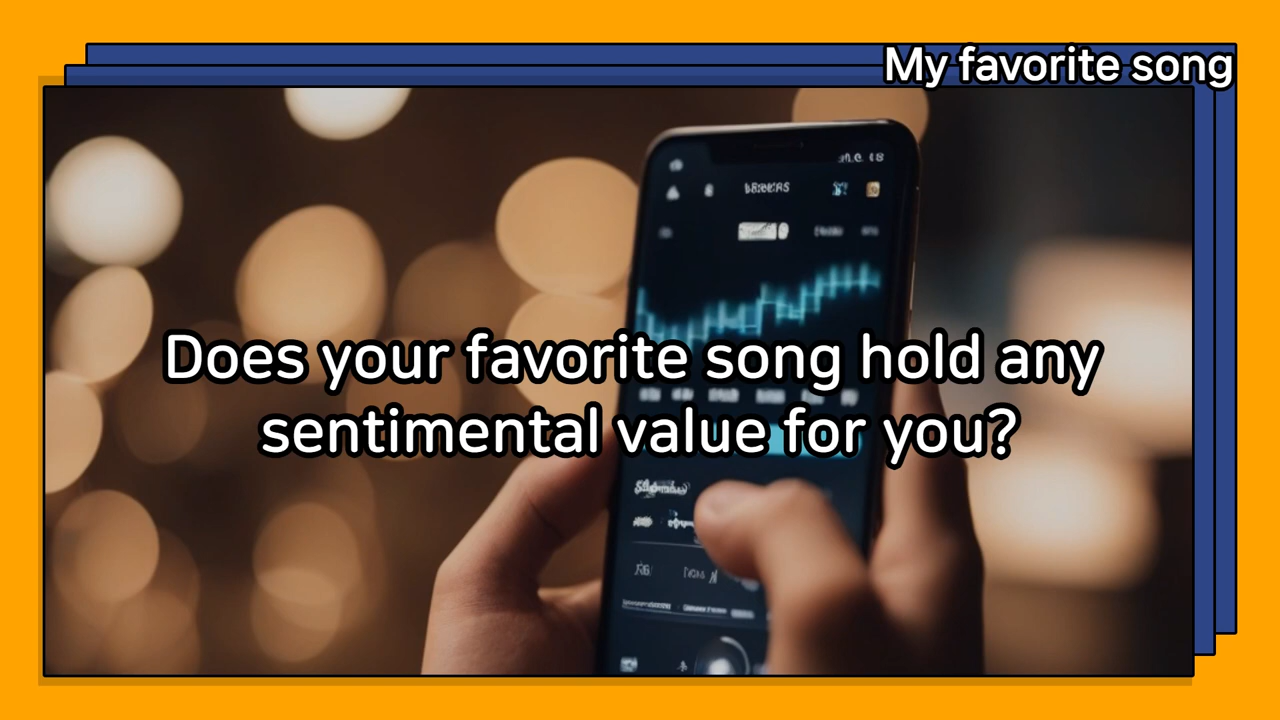 My favorite song
Does your favorite song hold any
sentimental value for you?